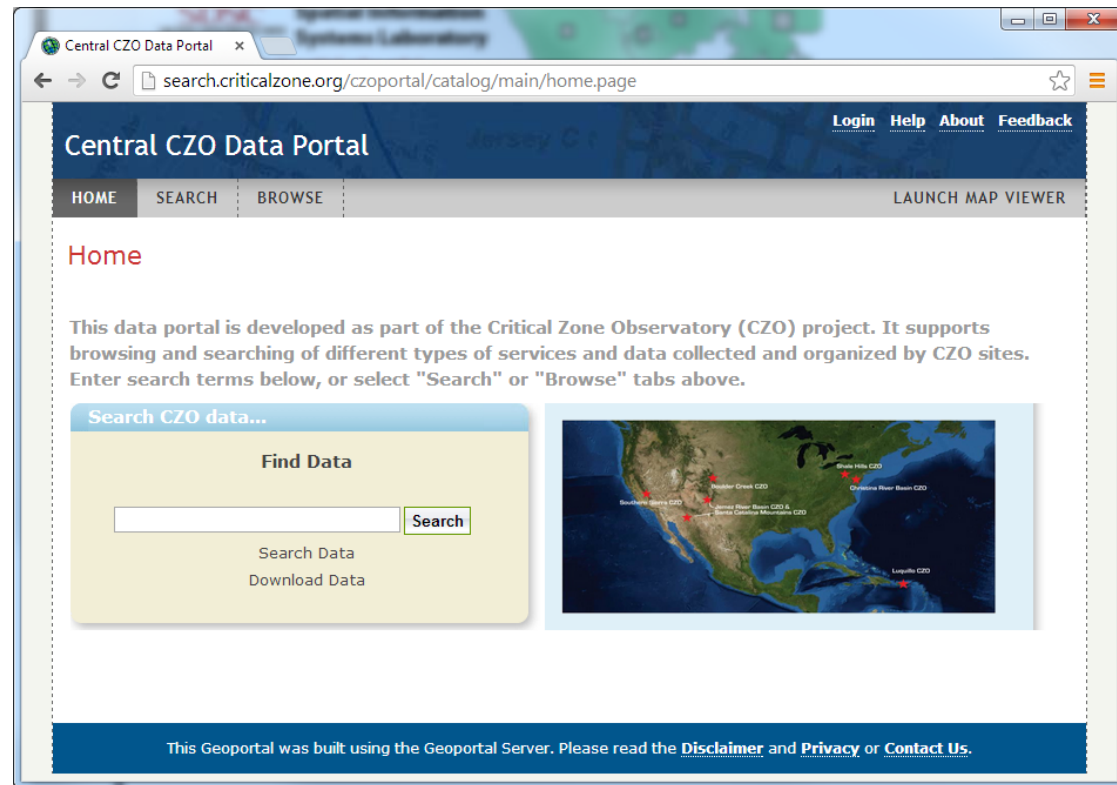 Spatial Information
Systems Laboratory
Central CZO Data Portal
search.criticalzone.org/czoportal/catalog/main/home.page
Login Help About Feedback
Central CZO Data Portal
HOME SEARCH BROWSE LAUNCH MAP VIEWER
Home
This data portal is developed as part of the Critical Zone Observatory (CZO) project. It supports
browsing and searching of different types of services and data collected and organized by CZO sites.
Enter search terms below, or select "Search" or "Browse" tabs above.
Search CZO data...
Find Data
Search
Search Data
Download Data
Shale Hills CZO
Boulder Creek CZO
Christina River Basin CZO
Southern Sierra CZO
Jemez River Basin CZO &
Santa Catalina Mountains CZO
Luquillo CZO
This Geoportal was built using the Geoportal Server. Please read the Disclaimer and Privacy or Contact Us.